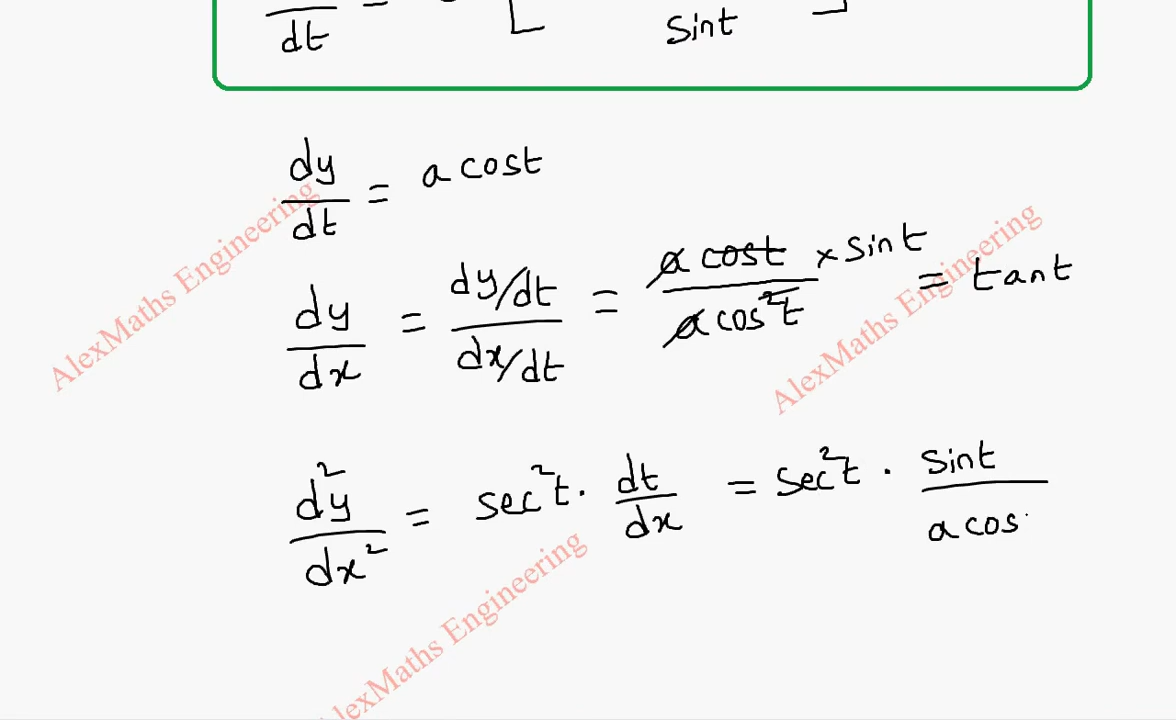 dt = [ sint ]
dy/dt = a cost
dy/dx = dy/dt / dx/dt = a cost / a cos²t × sint = tant
d²y/dx² = sec²t · dt/dx = sec²t · sint / a cos
AlexMaths Engineering
AlexMaths Engineering
AlexMaths Engineering